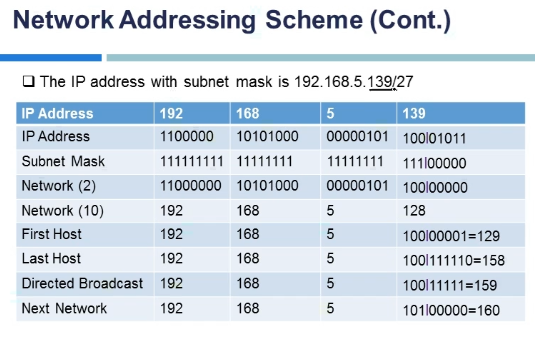 Network Addressing Scheme (Cont.)
❑ The IP address with subnet mask is 192.168.5.139/27
IP Address 192 168 5 139
IP Address 1100000 10101000 00000101 100|01011
Subnet Mask 111111111 11111111 11111111 111|00000
Network (2) 11000000 10101000 00000101 100|00000
Network (10) 192 168 5 128
First Host 192 168 5 100|00001=129
Last Host 192 168 5 100|111110=158
Directed Broadcast 192 168 5 100|11111=159
Next Network 192 168 5 101|00000=160